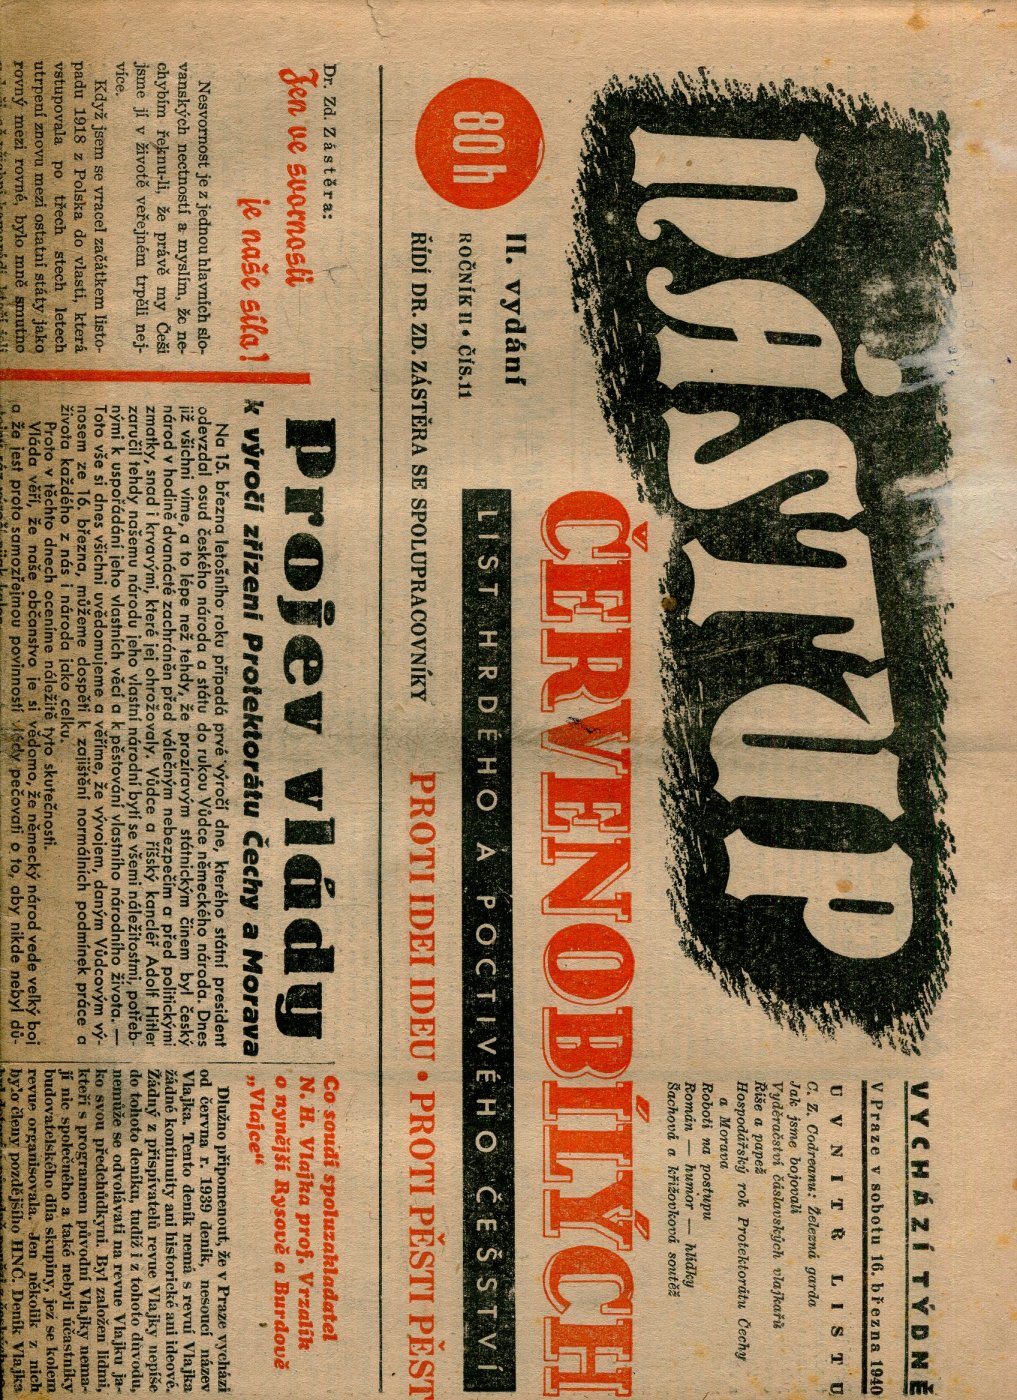 NÁSTUP
VYCHÁZÍ TÝDNĚ
V Praze v sobotu 16. března 1940
UVNITŘ LISTU
C. Z. Codreanu: Železná garda
Jak jsme bojovali
Vyděračství čáslavských vlajkařů
Říše a papež
Hospodářský rok Protektorátu Čechy
a Morava
Roboti na postupu
Román — humor — hlídky
Šachová a křížovková soutěž
ČERVENOBÍLÝCH
80 h
II. vydání
ROČNÍK II • ČÍS. 11
LIST HRDÉHO A POCTIVÉHO ČEŠSTVÍ
ŘÍDÍ DR. ZD. ZÁSTĚRA SE SPOLUPRACOVNÍKY
PROTI IDEI IDEU • PROTI PĚSTI PĚST
Dr. Zd. Zástěra:
Jen ve svornosti
je naše síla!
Nesvornost je z jednou hlavních slo-
vanských nectností a myslím, že ne-
chybím řeknu-li, že právě my Češi
jsme jí v životě veřejném trpěli nej-
více.
Když jsem se vracel začátkem listo-
padu 1918 z Polska do vlasti, která
vstupovala po třech stech letech
utrpení znovu mezi ostatní státy jako
rovný mezi rovné, bylo mně smutno
Projev vlády
k výročí zřízení Protektorátu Čechy a Morava
Na 15. března letošního roku připadá prvé výročí dne, kterého státní president
odevzdal osud českého národa a státu do rukou Vůdce německého národa. Dnes
již všichni víme, a to lépe než tehdy, že prozíravým státnickým činem byl český
národ v hodině dvanácté zachráněn před válečným nebezpečím a před politickými
zmatky, snad i krvavými, které jej ohrožovaly. Vůdce a říšský kancléř Adolf Hitler
zaručil tehdy našemu národu jeho vlastní národní bytí se všemi náležitostmi, potřeb-
nými k uspořádání jeho vlastních věcí a k pěstování vlastního národního života. —
Toto vše si dnes všichni uvědomujeme a věříme, že vývojem, daným Vůdcovým vý-
nosem ze 16. března, můžeme dospěti k zajištění normálních podmínek práce a
života každého z nás i národa jako celku.
Proto v těchto dnech oceníme náležitě tyto skutečnosti.
Vláda věří, že naše občanstvo je si vědomo, že německý národ vede velký boj
a že jest proto samozřejmou povinností všech pečovati o to, aby nikde nebyl dů-
Co soudí spoluzakladatel
N. H. Vlajka prof. Vrzalík
o nynější Rysově a Burdově
„Vlajce“
Dlužno připomenout, že v Praze vychází
od června r. 1939 deník, nesoucí název
Vlajka. Tento deník nemá s revuí Vlajka
žádné kontinuity ani historické ani ideové.
Žádný z přispívatelů revue Vlajky nepíše
do tohoto deníku, tudíž i z tohoto důvodu,
nemůže se odvolávati na revue Vlajku ja-
ko svou předchůdkyni. Byl založen lidmi,
kteří s programem původní Vlajky nema-
jí nic společného a také nebyli účastníky
budovatelského díla skupiny, jež se kolem
revue organisovala. Jen několik z nich
bylo členy pozdějšího HNČ. Deník Vlajka